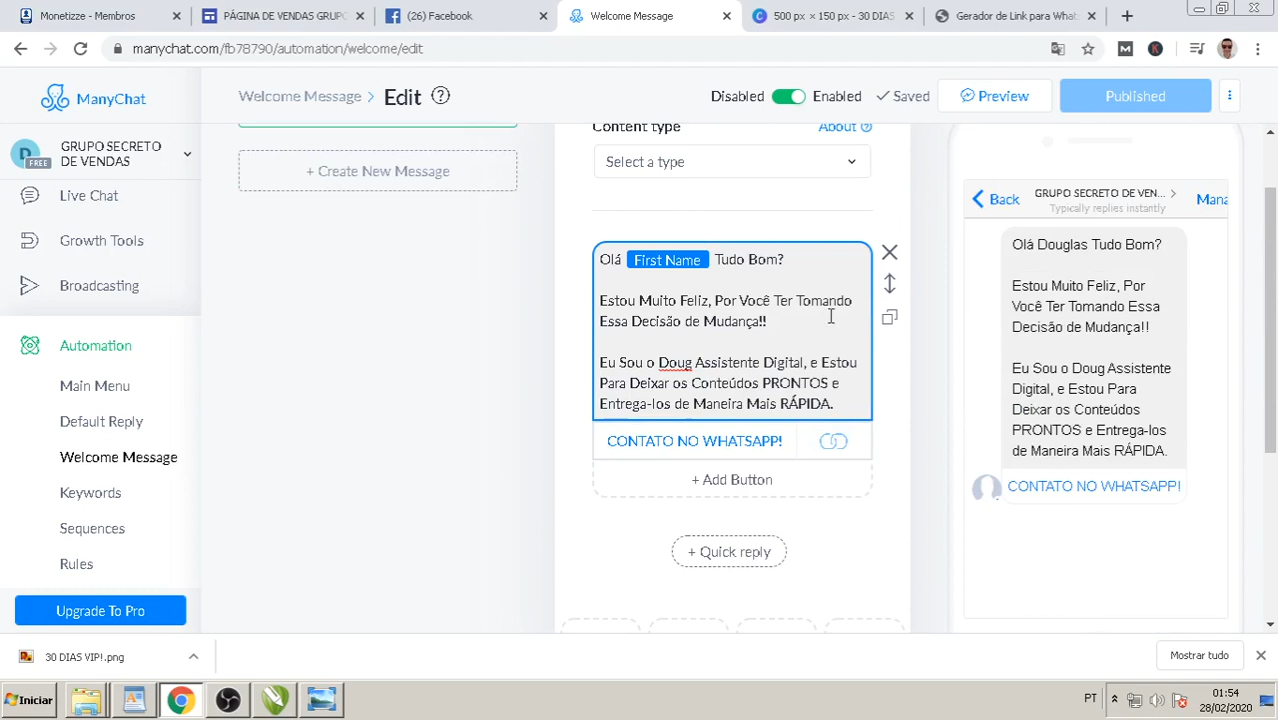 Monetizze - Membros
PÁGINA DE VENDAS GRUPO
(26) Facebook
Welcome Message
500 px × 150 px - 30 DIAS
Gerador de Link para What
manychat.com/fb78790/automation/welcome/edit
ManyChat
Welcome Message > Edit
Disabled Enabled
Saved
Preview
Published
GRUPO SECRETO
DE VENDAS
FREE
Live Chat
Growth Tools
Broadcasting
Automation
Main Menu
Default Reply
Welcome Message
Keywords
Sequences
Rules
Upgrade To Pro
+ Create New Message
Content type About
Select a type
Olá First Name Tudo Bom?
Estou Muito Feliz, Por Você Ter Tomando
Essa Decisão de Mudança!!
Eu Sou o Doug Assistente Digital, e Estou
Para Deixar os Conteúdos PRONTOS e
Entrega-los de Maneira Mais RÁPIDA.
CONTATO NO WHATSAPP!
+ Add Button
+ Quick reply
Back
GRUPO SECRETO DE VEN...
Typically replies instantly
Mana
Olá Douglas Tudo Bom?
Estou Muito Feliz, Por
Você Ter Tomando Essa
Decisão de Mudança!!
Eu Sou o Doug Assistente
Digital, e Estou Para
Deixar os Conteúdos
PRONTOS e Entrega-los
de Maneira Mais RÁPIDA.
CONTATO NO WHATSAPP!
30 DIAS VIP!.png
Mostrar tudo
Iniciar
PT
01:54
28/02/2020